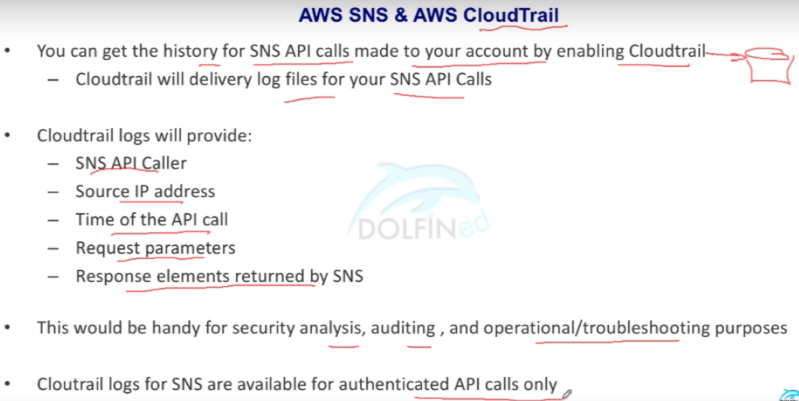 AWS SNS & AWS CloudTrail
• You can get the history for SNS API calls made to your account by enabling Cloudtrail
– Cloudtrail will delivery log files for your SNS API Calls
• Cloudtrail logs will provide:
– SNS API Caller
– Source IP address
– Time of the API call
– Request parameters
– Response elements returned by SNS
DOLFINed
• This would be handy for security analysis, auditing , and operational/troubleshooting purposes
• Cloutrail logs for SNS are available for authenticated API calls only